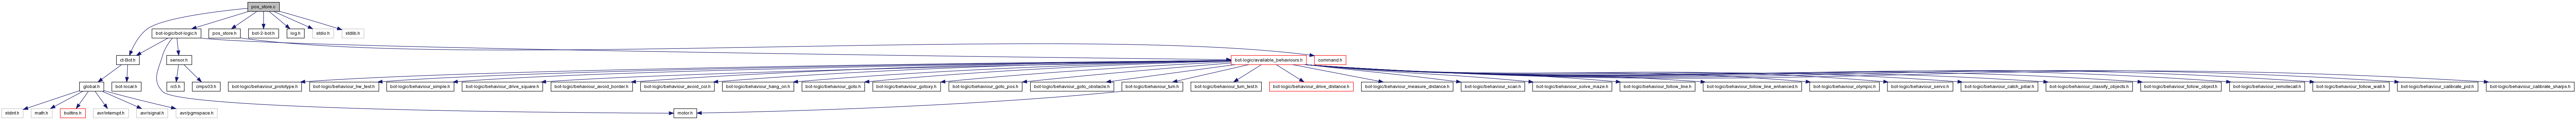 pos_store.c
bot-logic/bot-logic.h
pos_store.h
bot-2-bot.h
log.h
stdio.h
stdlib.h
ct-Bot.h
sensor.h
bot-logic/available_behaviours.h
command.h
global.h
bot-local.h
rc5.h
cmps03.h
bot-logic/behaviour_prototype.h
bot-logic/behaviour_hw_test.h
bot-logic/behaviour_simple.h
bot-logic/behaviour_drive_square.h
bot-logic/behaviour_avoid_border.h
bot-logic/behaviour_avoid_col.h
bot-logic/behaviour_hang_on.h
bot-logic/behaviour_goto.h
bot-logic/behaviour_gotoxy.h
bot-logic/behaviour_goto_pos.h
bot-logic/behaviour_goto_obstacle.h
bot-logic/behaviour_turn.h
bot-logic/behaviour_turn_test.h
bot-logic/behaviour_drive_distance.h
bot-logic/behaviour_measure_distance.h
bot-logic/behaviour_scan.h
bot-logic/behaviour_solve_maze.h
bot-logic/behaviour_follow_line.h
bot-logic/behaviour_follow_line_enhanced.h
bot-logic/behaviour_olympic.h
bot-logic/behaviour_servo.h
bot-logic/behaviour_catch_pillar.h
bot-logic/behaviour_classify_objects.h
bot-logic/behaviour_follow_object.h
bot-logic/behaviour_remotecall.h
bot-logic/behaviour_follow_wall.h
bot-logic/behaviour_calibrate_pid.h
bot-logic/behaviour_calibrate_sharps.h
stdint.h
math.h
builtins.h
avr/interrupt.h
avr/signal.h
avr/pgmspace.h
motor.h